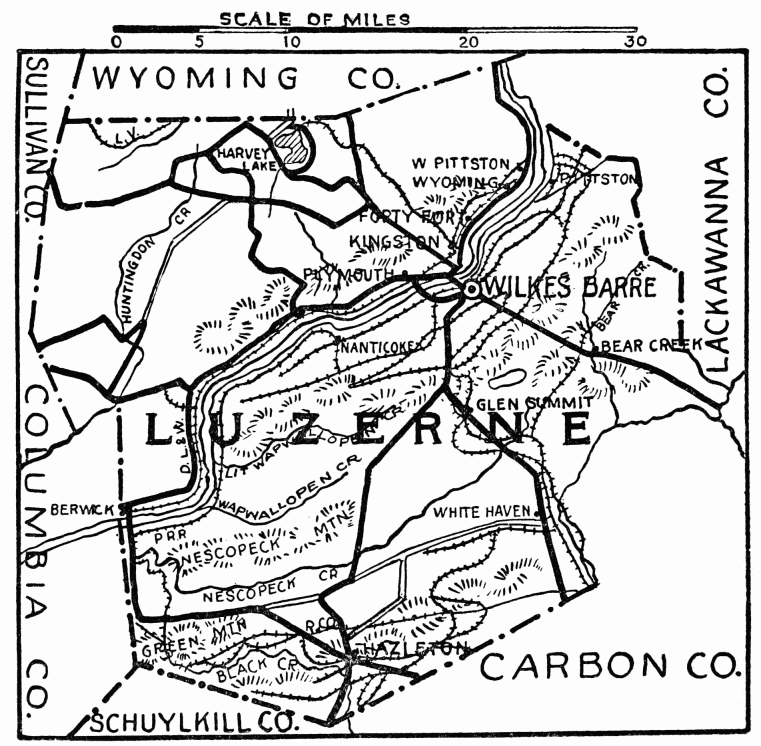 SCALE OF MILES
0 5 10 20 30
SULLIVAN CO.
WYOMING CO.
LACKAWANNA CO.
L.Y.
HARVEY
LAKE
W PITTSTON
WYOMING
PITTSTON
FORTY FORT
KINGSTON
HUNTINGDON CR
PLYMOUTH
WILKES BARRE
BEAR CR.
NANTICOKE
BEAR CREEK
GLEN SUMMIT
LUZERNE
D.L.& W.
LIT WAPWALLOPEN CR
COLUMBIA CO.
WAPWALLOPEN CR
BERWICK
WHITE HAVEN
P.R.R
NESCOPECK MTN
NESCOPECK CR
R.CO.
GREEN MTN
HAZLETON
BLACK CR
CARBON CO.
SCHUYLKILL CO.